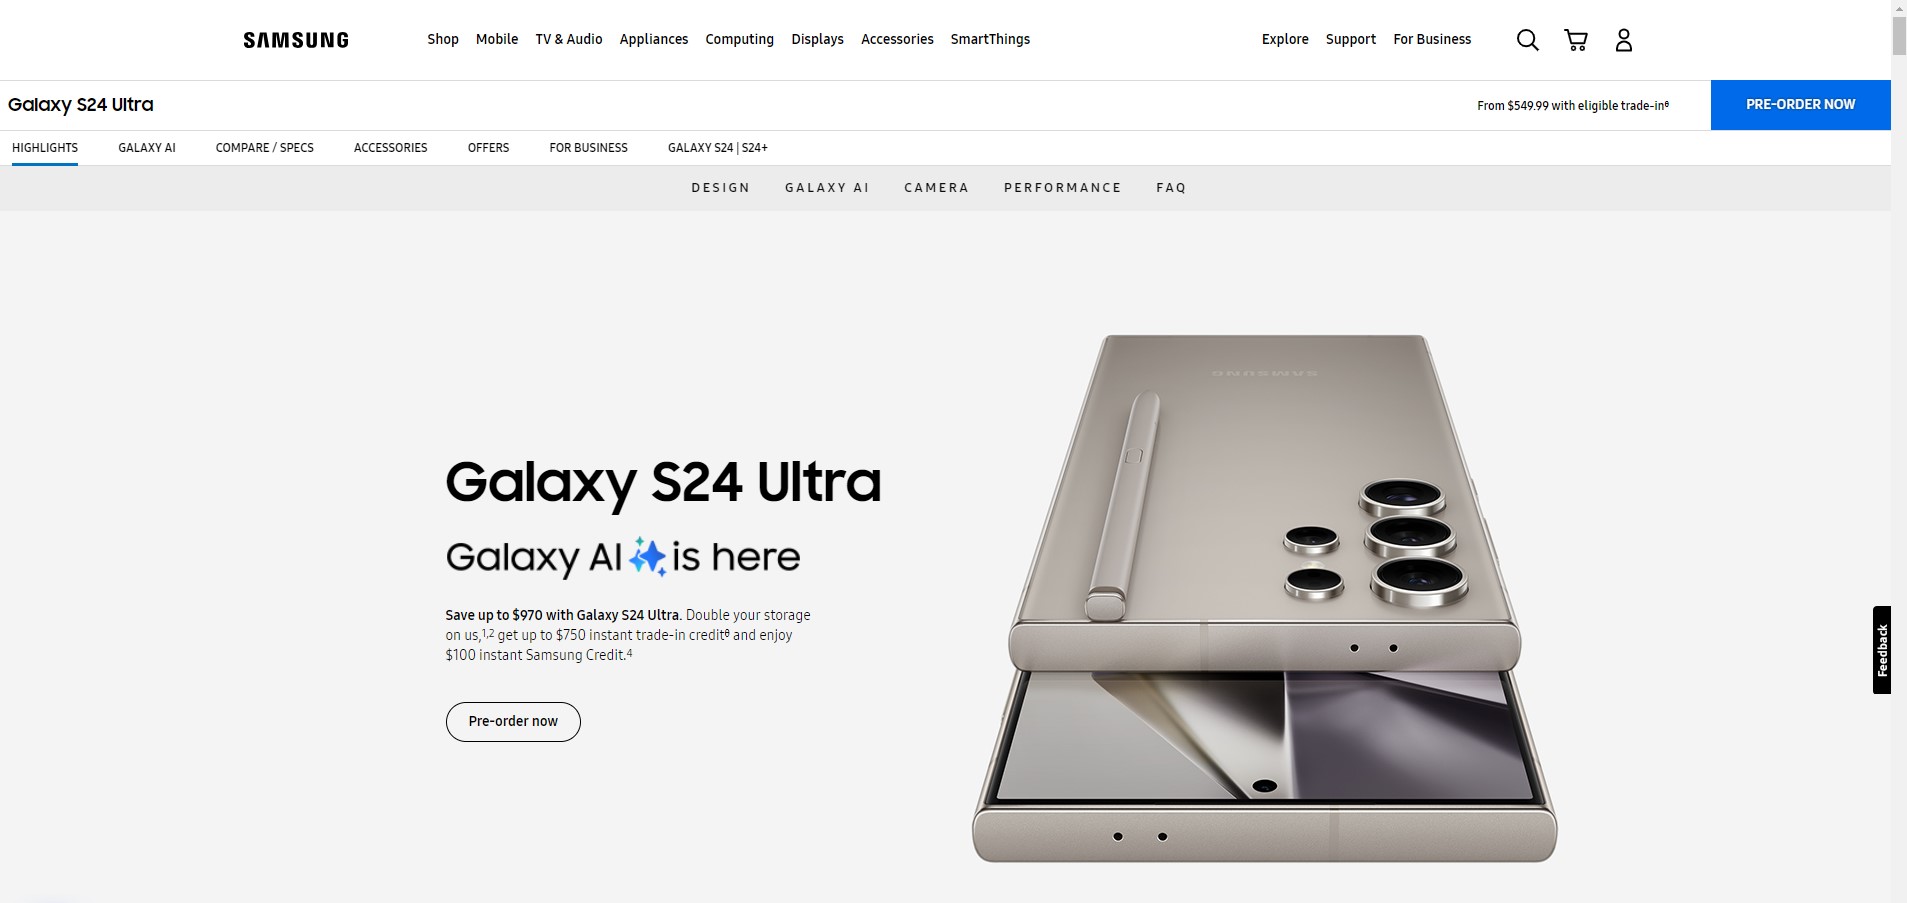 SAMSUNG
Shop Mobile TV & Audio Appliances Computing Displays Accessories SmartThings
Explore Support For Business
Galaxy S24 Ultra
From $549.99 with eligible trade-in⁶
PRE-ORDER NOW
HIGHLIGHTS GALAXY AI COMPARE / SPECS ACCESSORIES OFFERS FOR BUSINESS GALAXY S24 | S24+
DESIGN GALAXY AI CAMERA PERFORMANCE FAQ
SAMSUNG
Galaxy S24 Ultra
Galaxy AI is here
Save up to $970 with Galaxy S24 Ultra. Double your storage
on us,¹,² get up to $750 instant trade-in credit⁶ and enjoy
$100 instant Samsung Credit.⁴
Pre-order now
Feedback